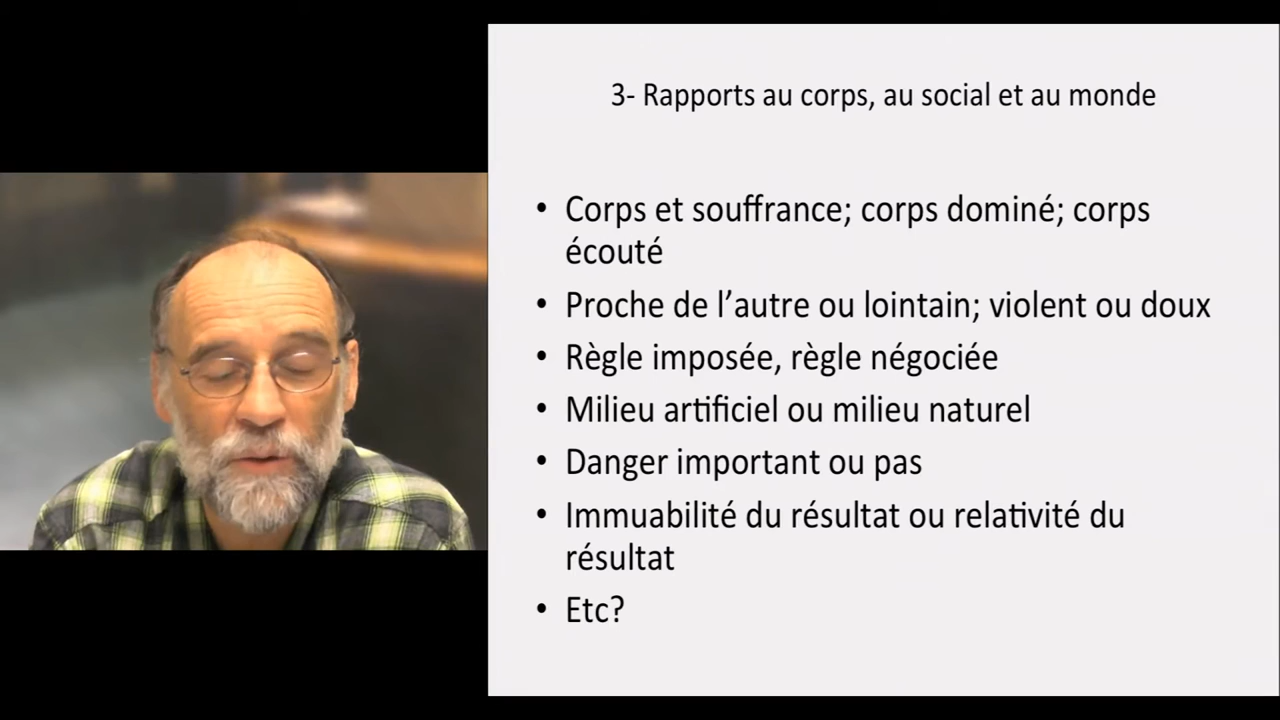 3- Rapports au corps, au social et au monde
• Corps et souffrance; corps dominé; corps
écouté
• Proche de l’autre ou lointain; violent ou doux
• Règle imposée, règle négociée
• Milieu artificiel ou milieu naturel
• Danger important ou pas
• Immuabilité du résultat ou relativité du
résultat
• Etc?